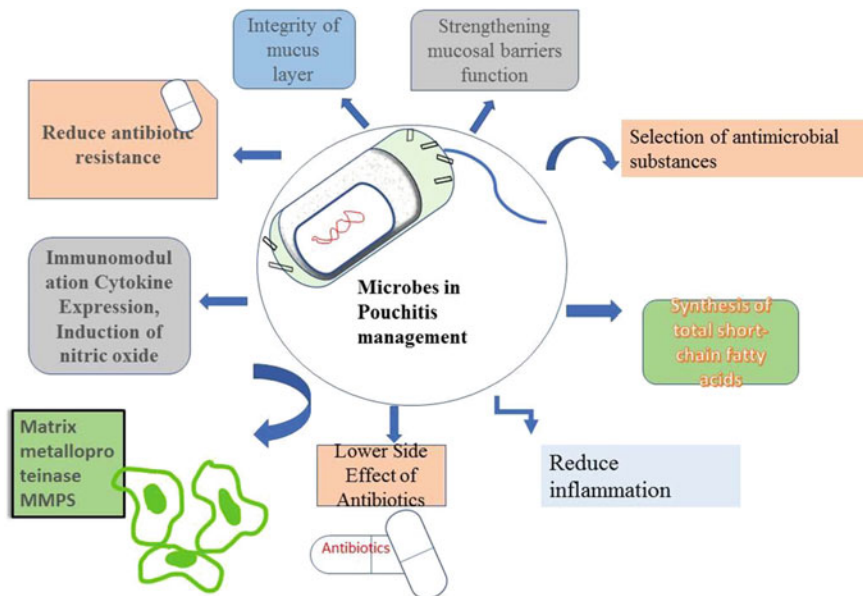 Integrity of
mucus
layer
Strengthening
mucosal barriers
function
Reduce antibiotic
resistance
Selection of antimicrobial
substances
Immunomodul
ation Cytokine
Expression,
Induction of
nitric oxide
Microbes in
Pouchitis
management
Synthesis of
total short-
chain fatty
acids
Matrix
metallopro
teinase
MMPS
Lower Side
Effect of
Antibiotics
Reduce
inflammation
Antibiotics